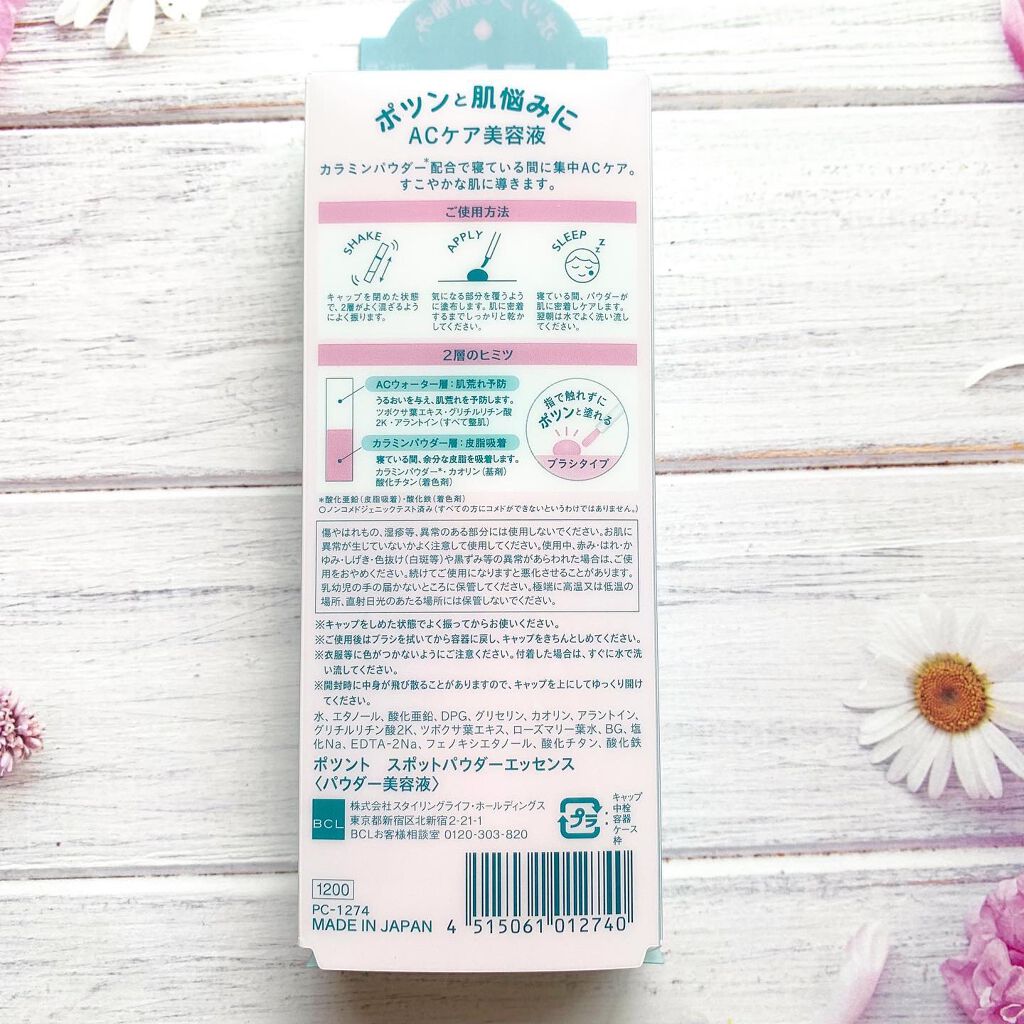 ポツンと肌悩みに
ACケア美容液
カラミンパウダー*配合で寝ている間に集中ACケア。
すこやかな肌に導きます。
ご使用方法
SHAKE
APPLY
SLEEP
z z z
キャップを閉めた状態
で、2層がよく混ざるよう
によく振ります。
気になる部分を覆うよう
に塗布します。肌に密着
するまでしっかりと乾か
してください。
寝ている間、パウダーが
肌に密着しケアします。
翌朝は水でよく洗い流し
てください。
2層のヒミツ
ACウォーター層：肌荒れ予防
うるおいを与え、肌荒れを予防します。
ツボクサ葉エキス・グリチルリチン酸
2K・アラントイン(すべて整肌)
カラミンパウダー層：皮脂吸着
寝ている間、余分な皮脂を吸着します。
カラミンパウダー*・カオリン(基剤)
酸化チタン(着色剤)
指で触れずに
ポツンと塗れる
ブラシタイプ
*酸化亜鉛(皮脂吸着)・酸化鉄(着色剤)
○ノンコメドジェニックテスト済み(すべての方にコメドができないというわけではありません。)
傷やはれもの、湿疹等、異常のある部分には使用しないでください。お肌に
異常が生じていないかよく注意して使用してください。使用中、赤み・はれ・か
ゆみ・しげき・色抜け(白斑等)や黒ずみ等の異常があらわれた場合は、ご使
用をおやめください。続けてご使用になりますと悪化させることがあります。
乳幼児の手の届かないところに保管してください。極端に高温又は低温の
場所、直射日光のあたる場所には保管しないでください。
※キャップをしめた状態でよく振ってからお使いください。
※ご使用後はブラシを拭いてから容器に戻し、キャップをきちんとしめてください。
※衣服等に色がつかないようにご注意ください。付着した場合は、すぐに水で洗
い流してください。
※開封時に中身が飛び散ることがありますので、キャップを上にしてゆっくり開け
てください。
水、エタノール、酸化亜鉛、DPG、グリセリン、カオリン、アラントイン、
グリチルリチン酸2K、ツボクサ葉エキス、ローズマリー葉水、BG、塩
化Na、EDTA-2Na、フェノキシエタノール、酸化チタン、酸化鉄
ポツント　スポットパウダーエッセンス
〈パウダー美容液〉
BCL
株式会社スタイリングライフ・ホールディングス
東京都新宿区北新宿2-21-1
BCLお客様相談室 0120-303-820
プラ
：
キャップ
中栓
容器
ケース
枠
1200
PC-1274
MADE IN JAPAN
4 515061 012740